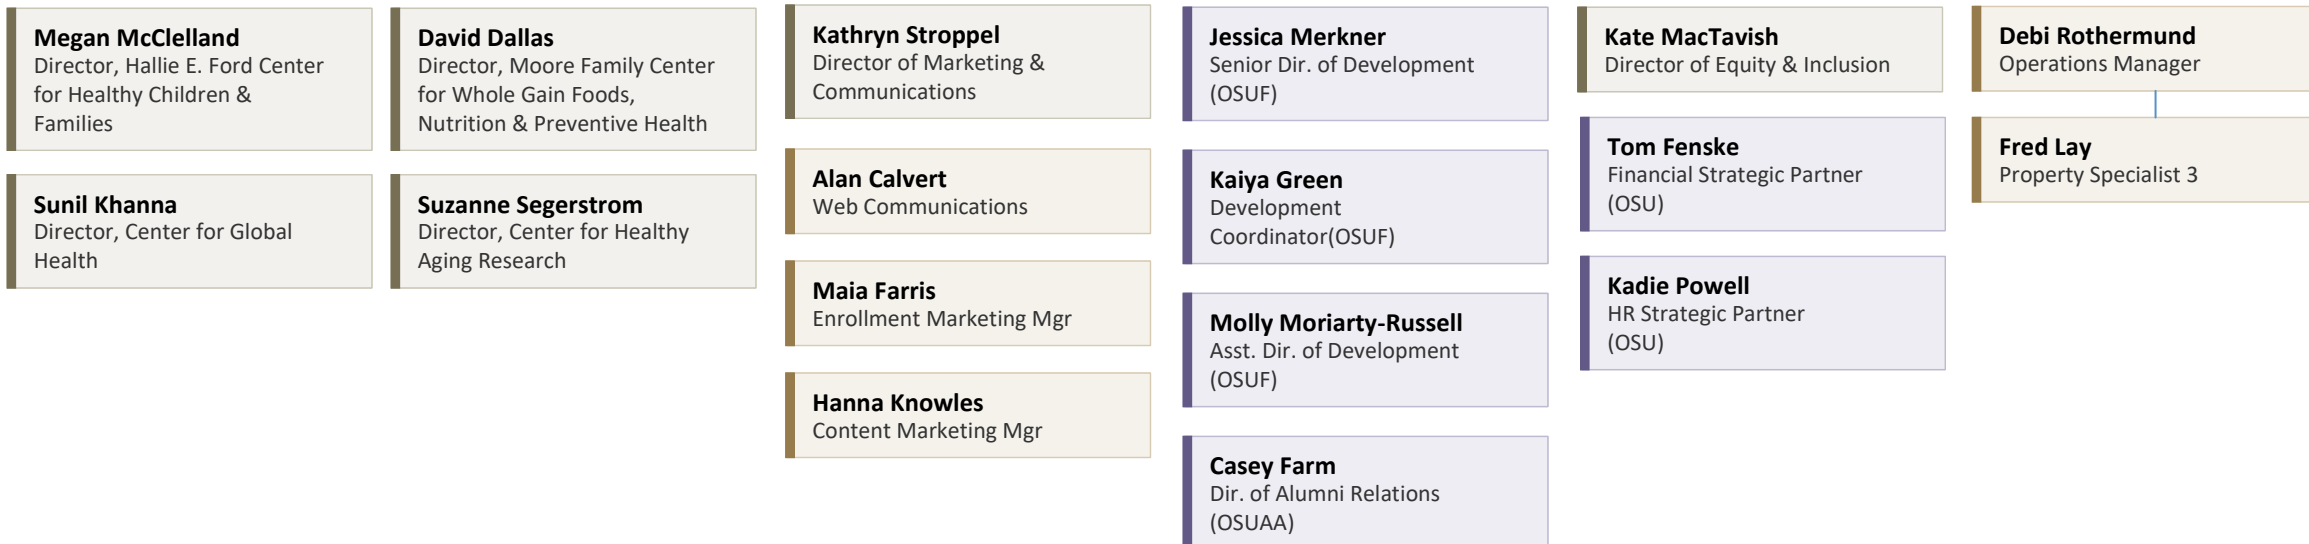 Megan McClelland
Director, Hallie E. Ford Center
for Healthy Children &
Families
Sunil Khanna
Director, Center for Global
Health
David Dallas
Director, Moore Family Center
for Whole Gain Foods,
Nutrition & Preventive Health
Suzanne Segerstrom
Director, Center for Healthy
Aging Research
Kathryn Stroppel
Director of Marketing &
Communications
Alan Calvert
Web Communications
Maia Farris
Enrollment Marketing Mgr
Hanna Knowles
Content Marketing Mgr
Jessica Merkner
Senior Dir. of Development
(OSUF)
Kaiya Green
Development
Coordinator(OSUF)
Molly Moriarty-Russell
Asst. Dir. of Development
(OSUF)
Casey Farm
Dir. of Alumni Relations
(OSUAA)
Kate MacTavish
Director of Equity & Inclusion
Tom Fenske
Financial Strategic Partner
(OSU)
Kadie Powell
HR Strategic Partner
(OSU)
Debi Rothermund
Operations Manager
Fred Lay
Property Specialist 3